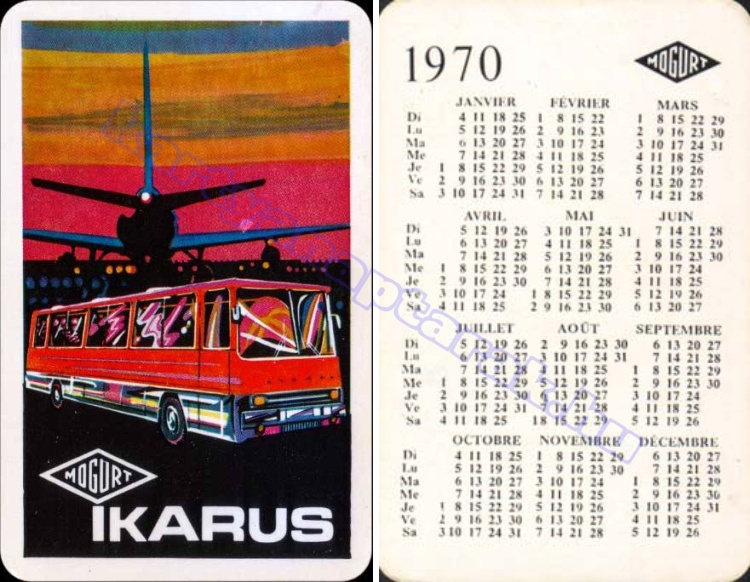 MOGURT
IKARUS
1970
MOGURT
JANVIER FÉVRIER MARS
Di 4 11 18 25 1 8 15 22 1 8 15 22 29
Lu 5 12 19 26 2 9 16 23 2 9 16 23 30
Ma 6 13 20 27 3 10 17 24 3 10 17 24 31
Me 7 14 21 28 4 11 18 25 4 11 18 25
Je 1 8 15 22 29 5 12 19 26 5 12 19 26
Ve 2 9 16 23 30 6 13 20 27 6 13 20 27
Sa 3 10 17 24 31 7 14 21 28 7 14 21 28
AVRIL MAI JUIN
Di 5 12 19 26 3 10 17 24 31 7 14 21 28
Lu 6 13 20 27 4 11 18 25 1 8 15 22 29
Ma 7 14 21 28 5 12 19 26 2 9 16 23 30
Me 1 8 15 22 29 6 13 20 27 3 10 17 24
Je 2 9 16 23 30 7 14 21 28 4 11 18 25
Ve 3 10 17 24 1 8 15 22 29 5 12 19 26
Sa 4 11 18 25 2 9 16 23 30 6 13 20 27
JUILLET AOÛT SEPTEMBRE
Di 5 12 19 26 2 9 16 23 30 6 13 20 27
Lu 6 13 20 27 3 10 17 24 31 7 14 21 28
Ma 7 14 21 28 4 11 18 25 1 8 15 22 29
Me 1 8 15 22 29 5 12 19 26 2 9 16 23 30
Je 2 9 16 23 30 6 13 20 27 3 10 17 24
Ve 3 10 17 24 31 7 14 21 28 4 11 18 25
Sa 4 11 18 25 1 8 15 22 29 5 12 19 26
OCTOBRE NOVEMBRE DÉCEMBRE
Di 4 11 18 25 1 8 15 22 29 6 13 20 27
Lu 5 12 19 26 2 9 16 23 30 7 14 21 28
Ma 6 13 20 27 3 10 17 24 1 8 15 22 29
Me 7 14 21 28 4 11 18 25 2 9 16 23 30
Je 1 8 15 22 29 5 12 19 26 3 10 17 24 31
Ve 2 9 16 23 30 6 13 20 27 4 11 18 25
Sa 3 10 17 24 31 7 14 21 28 5 12 19 26
kartyanaptarak.hu